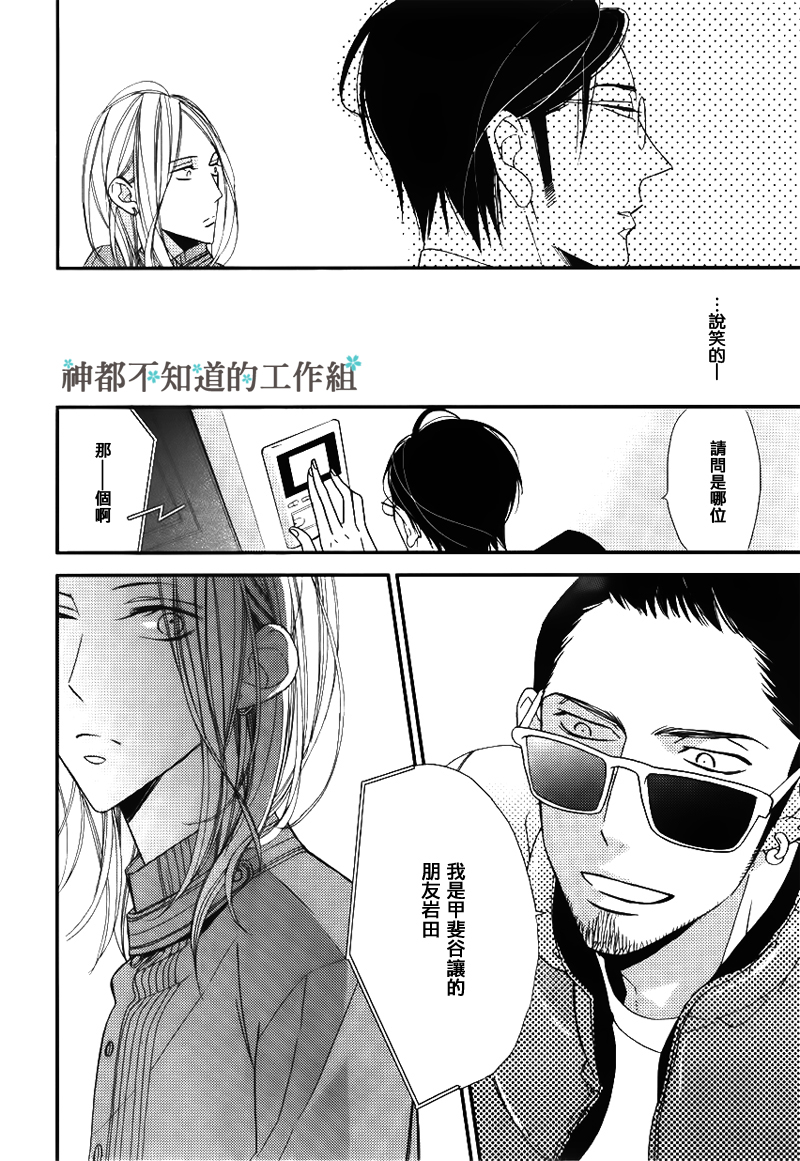 …說笑的—
神都不知道的工作組
請問是哪位
那—個啊
我是甲斐谷讓的
朋友岩田